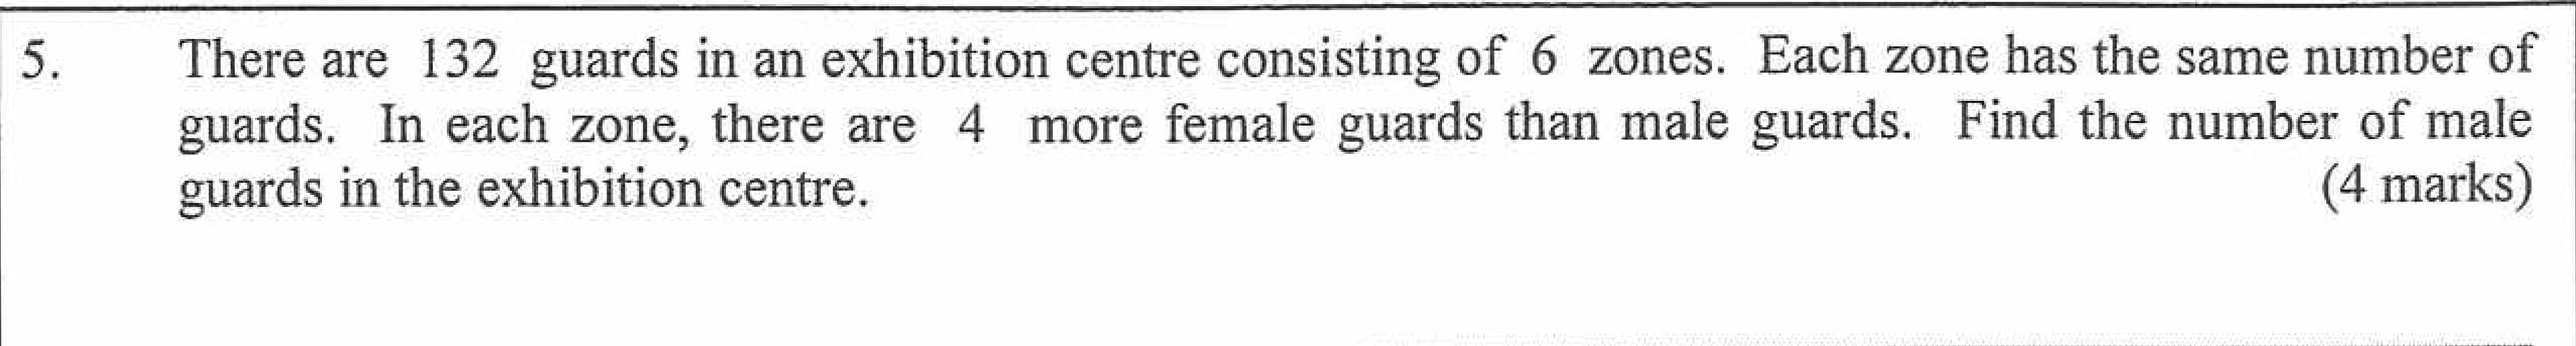 5. There are 132 guards in an exhibition centre consisting of 6 zones. Each zone has the same number of
guards. In each zone, there are 4 more female guards than male guards. Find the number of male
guards in the exhibition centre. (4 marks)